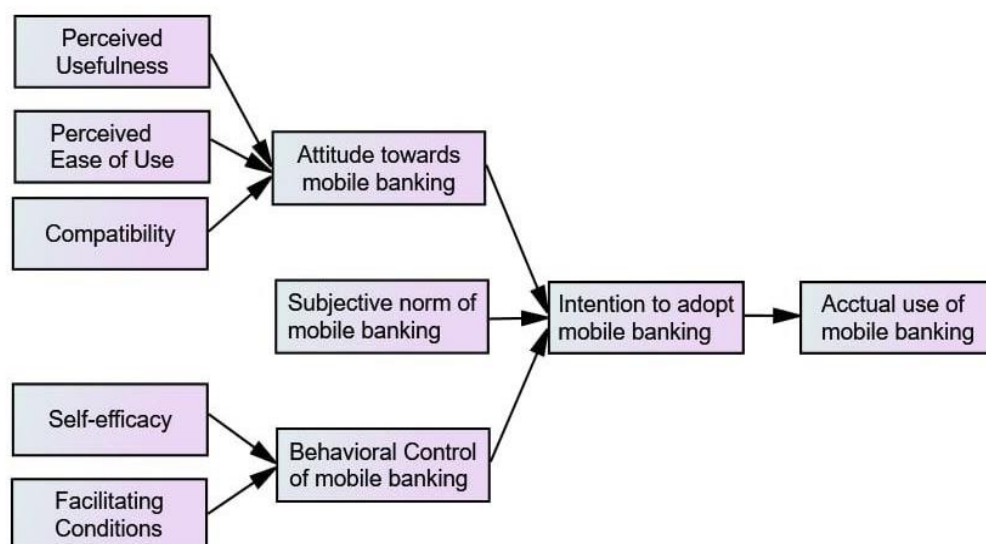 Perceived
Usefulness
Perceived
Ease of Use
Compatibility
Attitude towards
mobile banking
Subjective norm of
mobile banking
Intention to adopt
mobile banking
Acctual use of
mobile banking
Self-efficacy
Facilitating
Conditions
Behavioral Control
of mobile banking